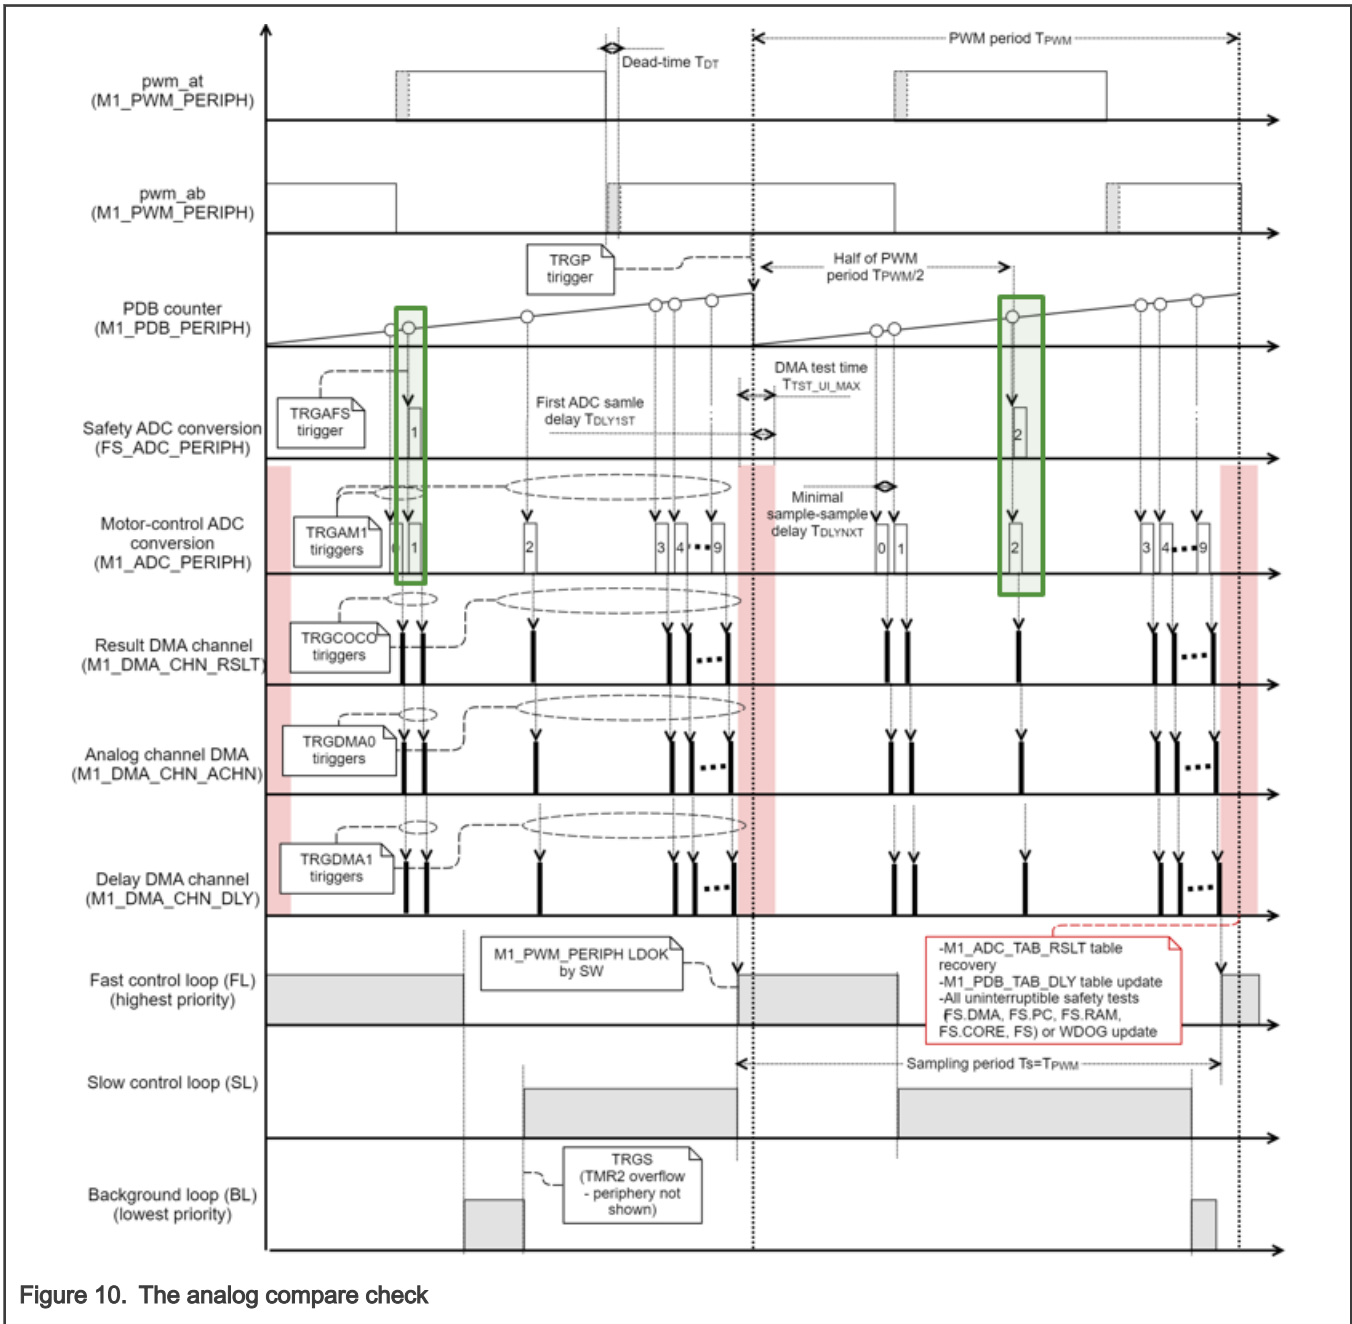 PWM period TPWM
Dead-time TDT
pwm_at
(M1_PWM_PERIPH)
pwm_ab
(M1_PWM_PERIPH)
TRGP
tirigger
Half of PWM
period TPWM/2
PDB counter
(M1_PDB_PERIPH)
DMA test time
TTST_UI_MAX
First ADC samle
delay TDLY1ST
TRGAFS
tirigger
Safety ADC conversion
(FS_ADC_PERIPH)
1
2
Minimal
sample-sample
delay TDLYNXT
TRGAM1
tiriggers
Motor-control ADC
conversion
(M1_ADC_PERIPH)
0 1 2 3 4 9 0 1 2 3 4 9
TRGCOCO
tiriggers
Result DMA channel
(M1_DMA_CHN_RSLT)
TRGDMA0
tiriggers
Analog channel DMA
(M1_DMA_CHN_ACHN)
TRGDMA1
tiriggers
Delay DMA channel
(M1_DMA_CHN_DLY)
M1_PWM_PERIPH LDOK
by SW
-M1_ADC_TAB_RSLT table
recovery
-M1_PDB_TAB_DLY table update
-All uninterruptible safety tests
(FS.DMA, FS.PC, FS.RAM,
FS.CORE, FS) or WDOG update
Fast control loop (FL)
(highest priority)
Sampling period Ts=TPWM
Slow control loop (SL)
TRGS
(TMR2 overflow
- periphery not
shown)
Background loop (BL)
(lowest priority)
Figure 10. The analog compare check